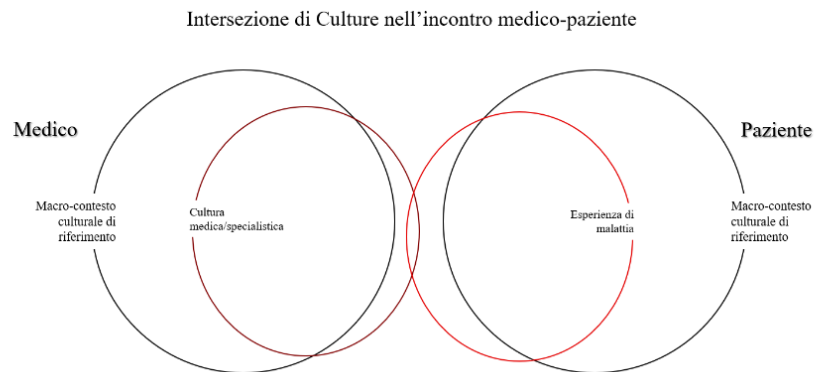 Intersezione di Culture nell’incontro medico-paziente
Medico
Paziente
Macro-contesto
culturale di
riferimento
Cultura
medica/specialistica
Esperienza di
malattia
Macro-contesto
culturale di
riferimento